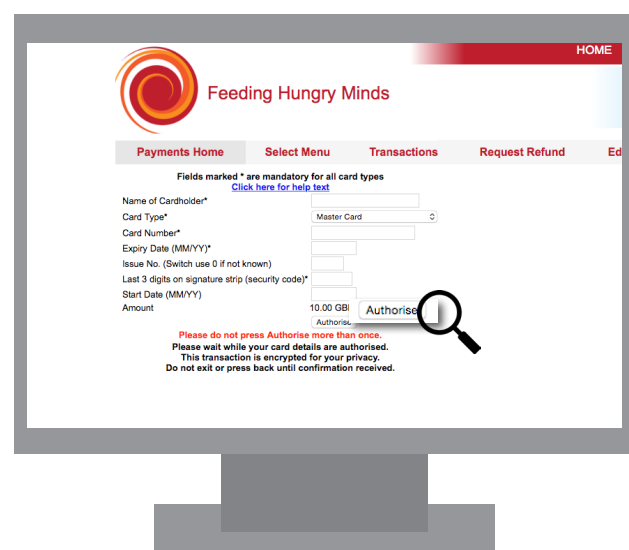 HOME
Feeding Hungry Minds
Payments Home Select Menu Transactions Request Refund Ed
Fields marked * are mandatory for all card types
Click here for help text
Name of Cardholder*
Card Type* Master Card
Card Number*
Expiry Date (MM/YY)*
Issue No. (Switch use 0 if not known)
Last 3 digits on signature strip (security code)*
Start Date (MM/YY)
Amount 10.00 GB
Authorise
Authorise
Please do not press Authorise more than once.
Please wait while your card details are authorised.
This transaction is encrypted for your privacy.
Do not exit or press back until confirmation received.